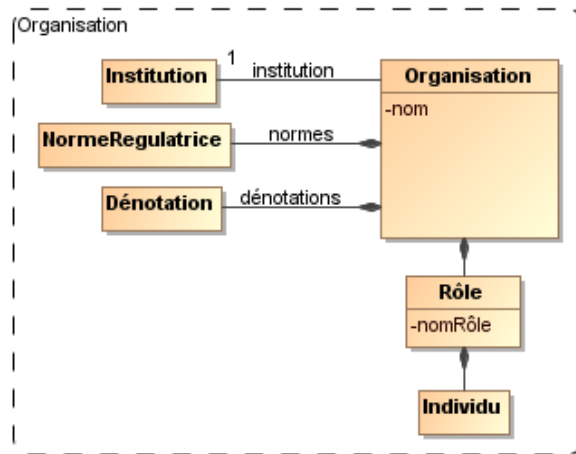 Organisation
1
Institution
institution
Organisation
-nom
NormeRegulatrice
normes
Dénotation
dénotations
Rôle
-nomRôle
Individu